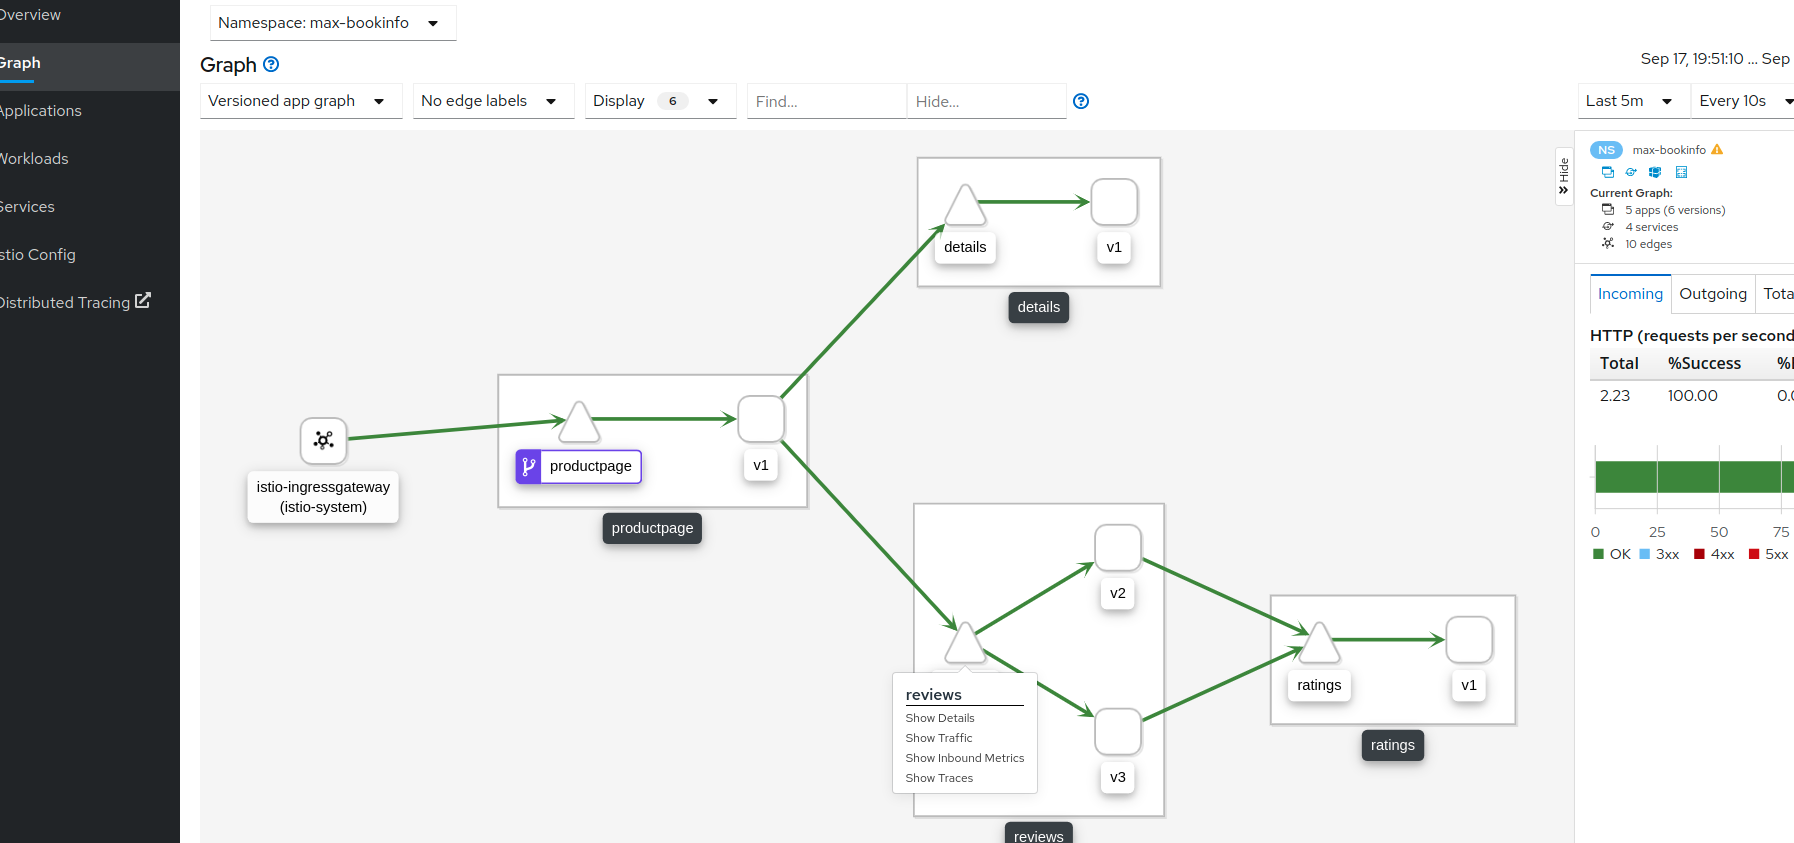 Overview
Graph
Applications
Workloads
Services
Istio Config
Distributed Tracing
Namespace: max-bookinfo
Graph
Sep 17, 19:51:10 ... Sep
Versioned app graph
No edge labels
Display 6
Find...
Hide...
Last 5m
Every 10s
details
v1
details
productpage
v1
productpage
istio-ingressgateway
(istio-system)
v2
reviews
Show Details
Show Traffic
Show Inbound Metrics
Show Traces
v3
reviews
ratings
v1
ratings
Hide
NS max-bookinfo
Current Graph:
5 apps (6 versions)
4 services
10 edges
Incoming
Outgoing
Tota
HTTP (requests per second
Total %Success
2.23 100.00 0.0
0 25 50 75
OK 3xx 4xx 5xx